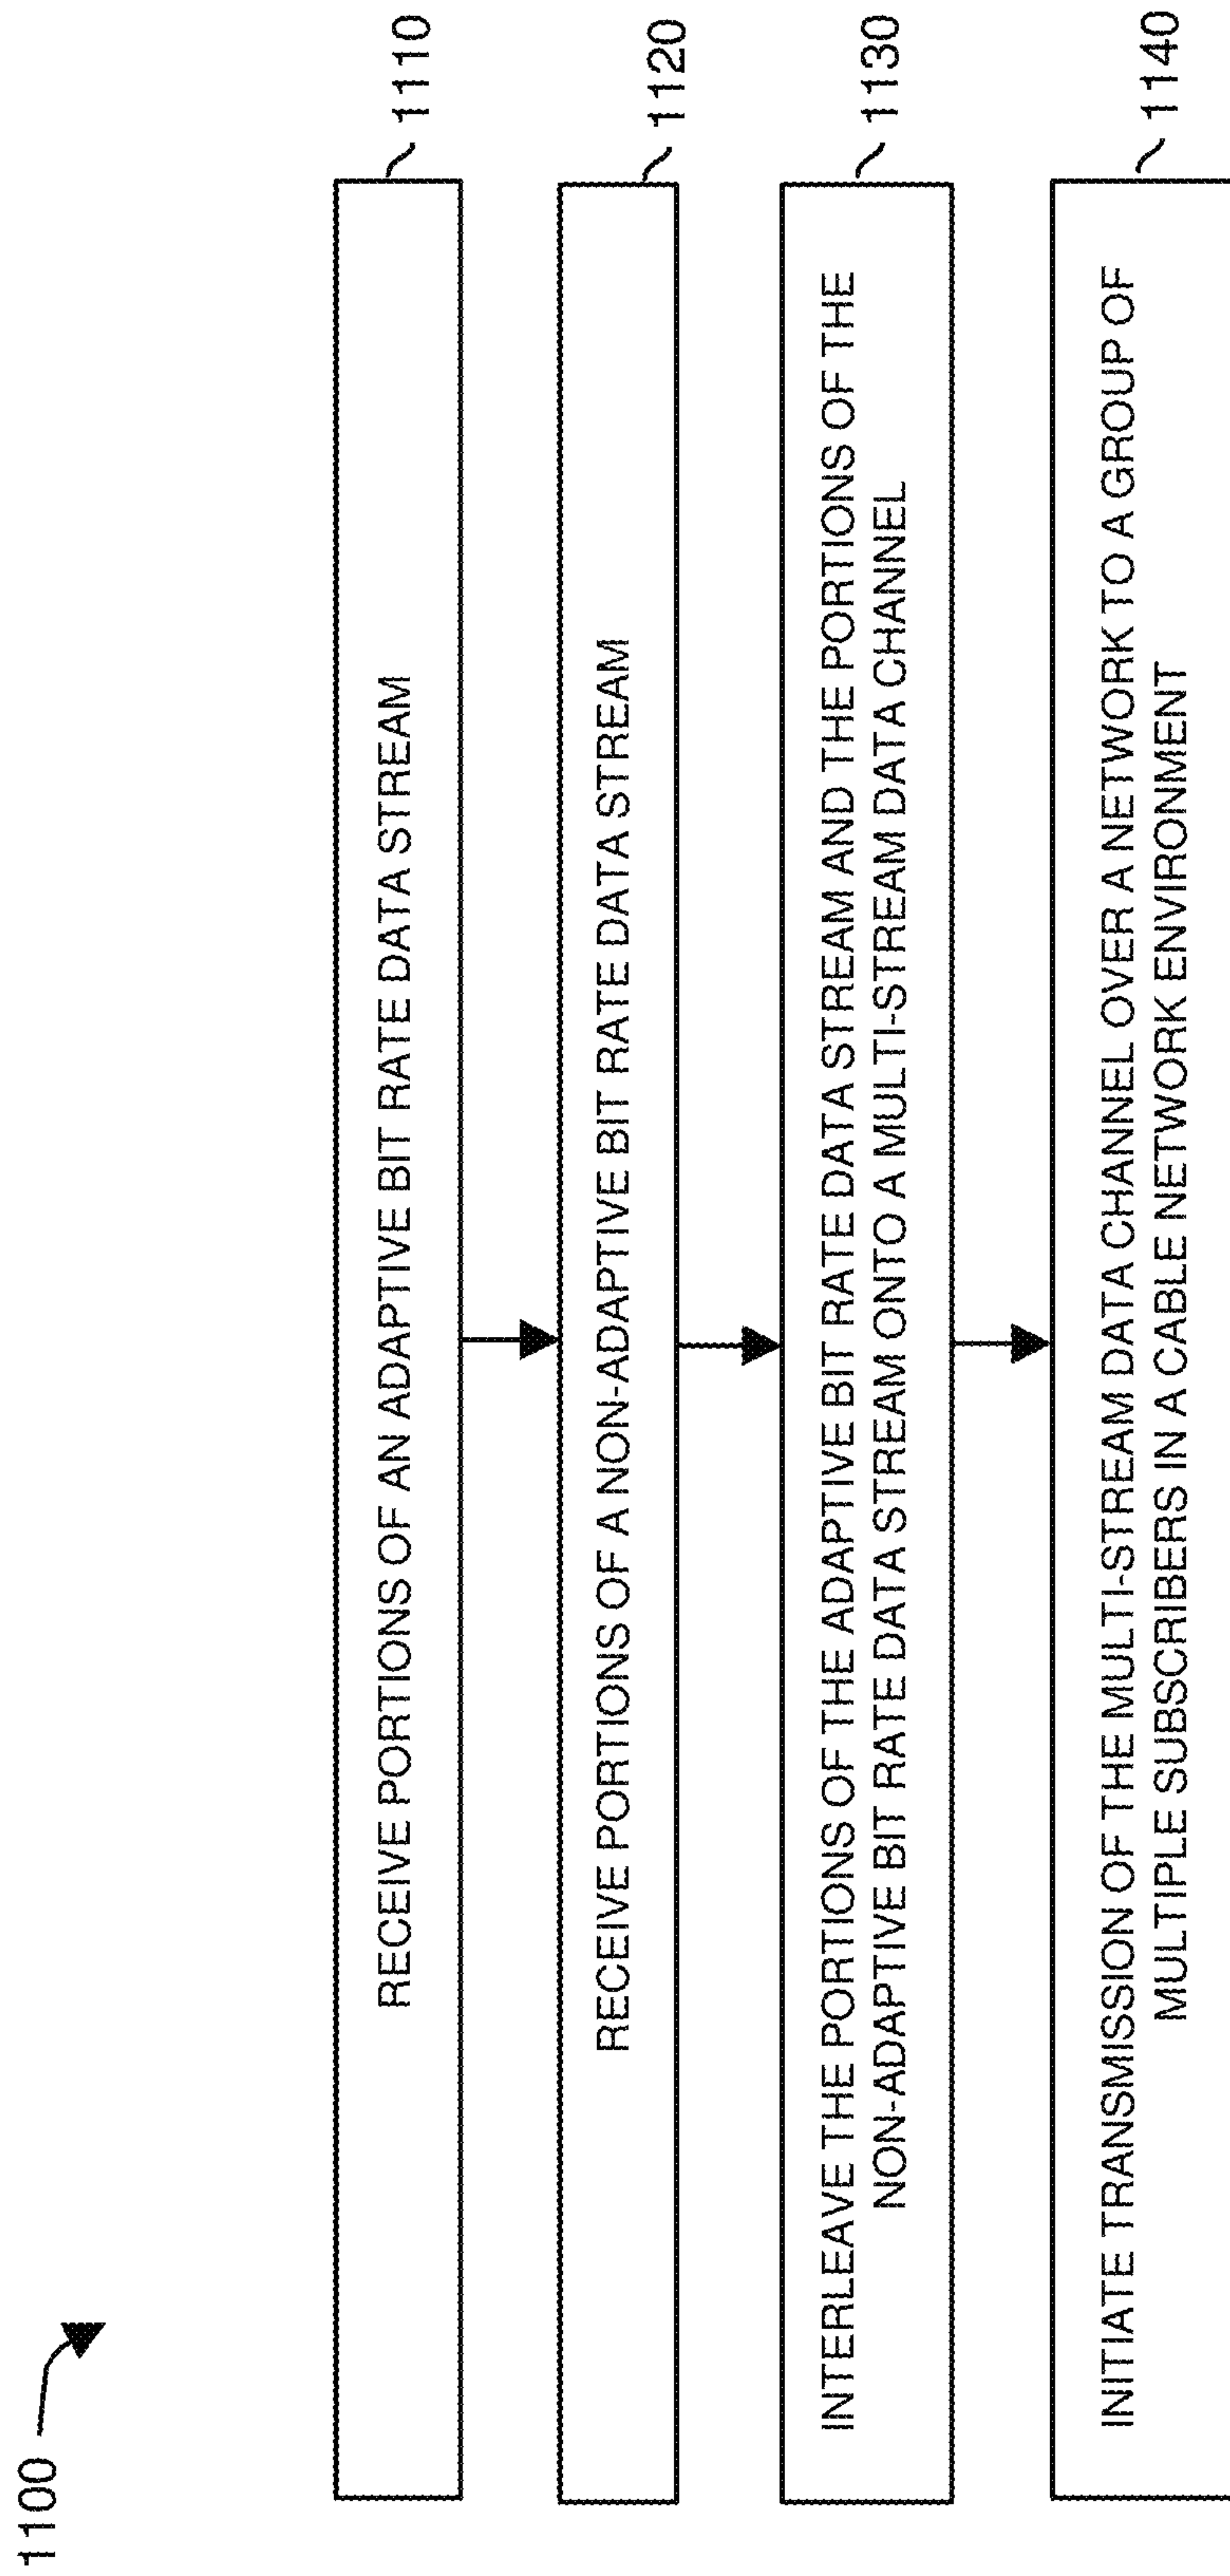 1100
RECEIVE PORTIONS OF AN ADAPTIVE BIT RATE DATA STREAM
1110
RECEIVE PORTIONS OF A NON-ADAPTIVE BIT RATE DATA STREAM
1120
INTERLEAVE THE PORTIONS OF THE ADAPTIVE BIT RATE DATA STREAM AND THE PORTIONS OF THE
NON-ADAPTIVE BIT RATE DATA STREAM ONTO A MULTI-STREAM DATA CHANNEL
1130
INITIATE TRANSMISSION OF THE MULTI-STREAM DATA CHANNEL OVER A NETWORK TO A GROUP OF
MULTIPLE SUBSCRIBERS IN A CABLE NETWORK ENVIRONMENT
1140